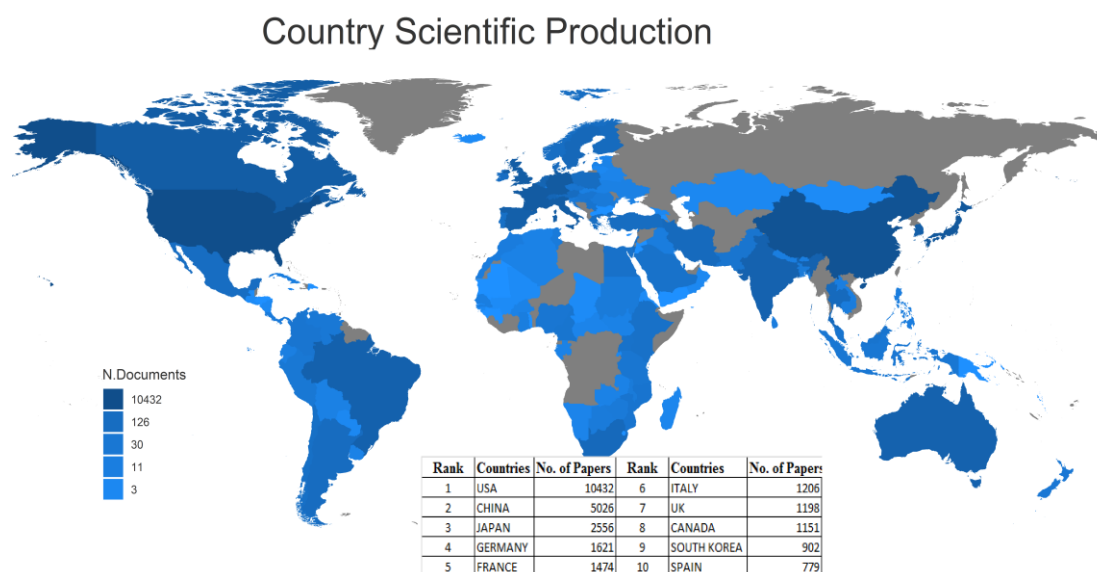 Country Scientific Production
N.Documents
10432
126
30
11
3
Rank Countries No. of Papers Rank Countries No. of Papers
1 USA 10432 6 ITALY 1206
2 CHINA 5026 7 UK 1198
3 JAPAN 2556 8 CANADA 1151
4 GERMANY 1621 9 SOUTH KOREA 902
5 FRANCE 1474 10 SPAIN 779